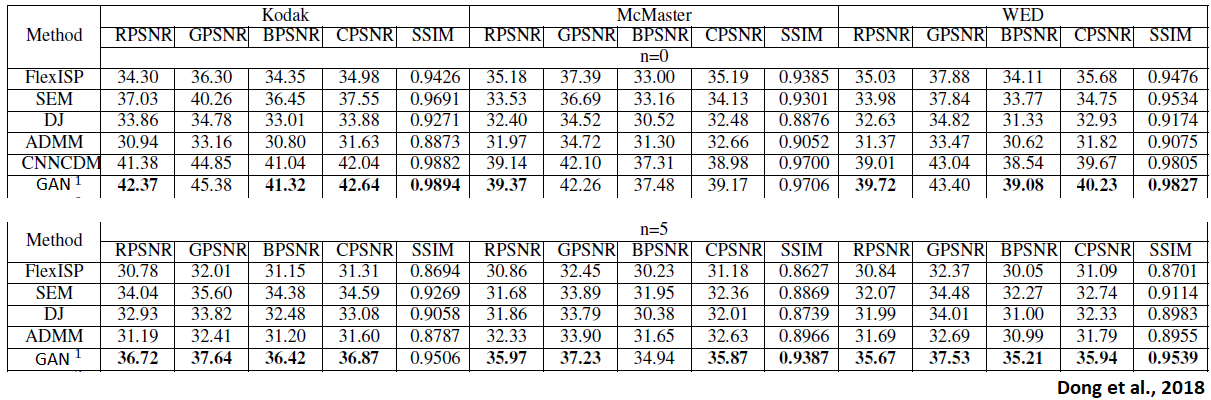 Method Kodak McMaster WED
RPSNR GPSNR BPSNR CPSNR SSIM RPSNR GPSNR BPSNR CPSNR SSIM RPSNR GPSNR BPSNR CPSNR SSIM
n=0
FlexISP 34.30 36.30 34.35 34.98 0.9426 35.18 37.39 33.00 35.19 0.9385 35.03 37.88 34.11 35.68 0.9476
SEM 37.03 40.26 36.45 37.55 0.9691 33.53 36.69 33.16 34.13 0.9301 33.98 37.84 33.77 34.75 0.9534
DJ 33.86 34.78 33.01 33.88 0.9271 32.40 34.52 30.52 32.48 0.8876 32.63 34.82 31.33 32.93 0.9174
ADMM 30.94 33.16 30.80 31.63 0.8873 31.97 34.72 31.30 32.66 0.9052 31.37 33.47 30.62 31.82 0.9075
CNNCDM 41.38 44.85 41.04 42.04 0.9882 39.14 42.10 37.31 38.98 0.9700 39.01 43.04 38.54 39.67 0.9805
GAN 1 42.37 45.38 41.32 42.64 0.9894 39.37 42.26 37.48 39.17 0.9706 39.72 43.40 39.08 40.23 0.9827
Method n=5
RPSNR GPSNR BPSNR CPSNR SSIM RPSNR GPSNR BPSNR CPSNR SSIM RPSNR GPSNR BPSNR CPSNR SSIM
FlexISP 30.78 32.01 31.15 31.31 0.8694 30.86 32.45 30.23 31.18 0.8627 30.84 32.37 30.05 31.09 0.8701
SEM 34.04 35.60 34.38 34.59 0.9269 31.68 33.89 31.95 32.36 0.8869 32.07 34.48 32.27 32.74 0.9114
DJ 32.93 33.82 32.48 33.08 0.9058 31.86 33.79 30.38 32.01 0.8739 31.99 34.01 31.00 32.33 0.8983
ADMM 31.19 32.41 31.20 31.60 0.8787 32.33 33.90 31.65 32.63 0.8966 31.69 32.69 30.99 31.79 0.8955
GAN 1 36.72 37.64 36.42 36.87 0.9506 35.97 37.23 34.94 35.87 0.9387 35.67 37.53 35.21 35.94 0.9539
Dong et al., 2018